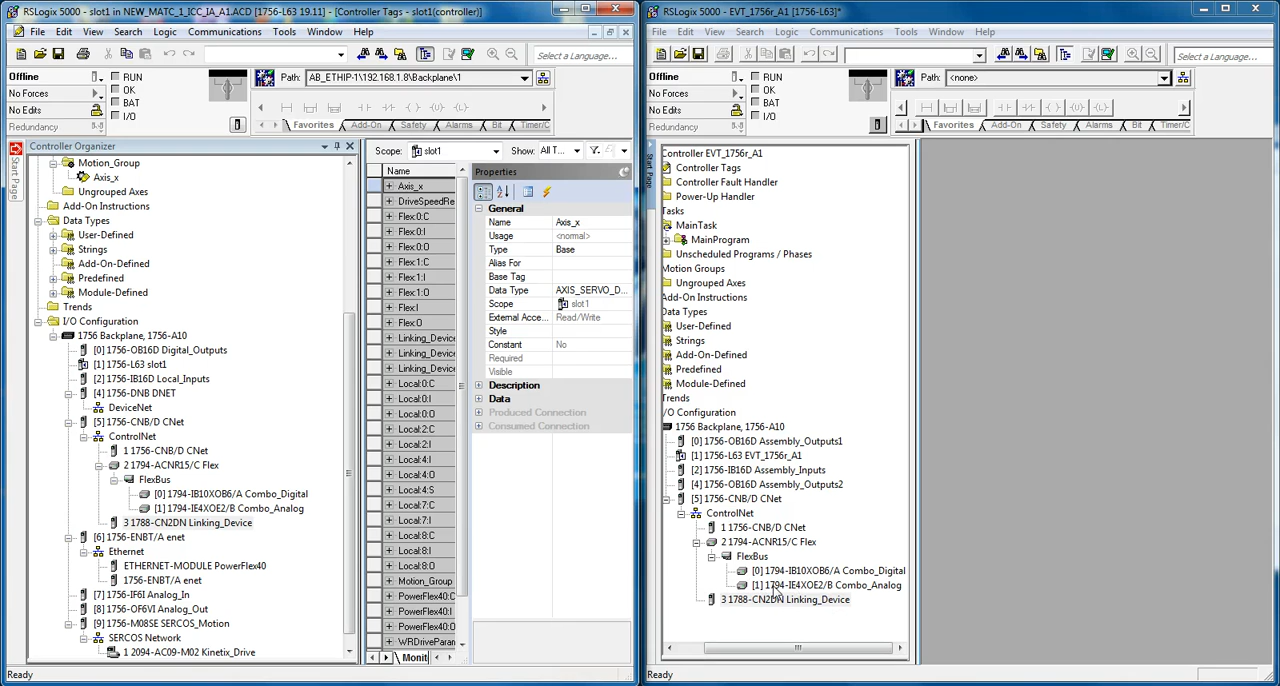 RSLogix 5000 - slot1 in NEW_MATC_1_ICC_IA_A1.ACD [1756-L63 19.11] - [Controller Tags - slot1(controller)]
File Edit View Search Logic Communications Tools Window Help
Select a Language...
Offline
No Forces
No Edits
Redundancy
RUN
OK
BAT
I/O
Path: AB_ETHIP-1\192.168.1.8\Backplane\1
Favorites Add-On Safety Alarms Bit Timer/C
Start Page
Controller Organizer
Motion_Group
Axis_x
Ungrouped Axes
Add-On Instructions
Data Types
User-Defined
Strings
Add-On-Defined
Predefined
Module-Defined
Trends
I/O Configuration
1756 Backplane, 1756-A10
[0] 1756-OB16D Digital_Outputs
[1] 1756-L63 slot1
[2] 1756-IB16D Local_Inputs
[4] 1756-DNB DNET
DeviceNet
[5] 1756-CNB/D CNet
ControlNet
1 1756-CNB/D CNet
2 1794-ACNR15/C Flex
FlexBus
[0] 1794-IB10XOB6/A Combo_Digital
[1] 1794-IE4XOE2/B Combo_Analog
3 1788-CN2DN Linking_Device
[6] 1756-ENBT/A enet
Ethernet
ETHERNET-MODULE PowerFlex40
1756-ENBT/A enet
[7] 1756-IF6I Analog_In
[8] 1756-OF6VI Analog_Out
[9] 1756-M08SE SERCOS_Motion
SERCOS Network
1 2094-AC09-M02 Kinetix_Drive
Scope: slot1 Show: All T...
Name
Axis_x
DriveSpeedRe
Flex:0:C
Flex:0:I
Flex:0:O
Flex:1:C
Flex:1:I
Flex:1:O
Flex:I
Flex:O
Linking_Device
Linking_Device
Linking_Device
Local:0:C
Local:0:I
Local:0:O
Local:2:C
Local:2:I
Local:4:I
Local:4:O
Local:4:S
Local:7:C
Local:7:I
Local:8:C
Local:8:I
Local:8:O
Motion_Group
PowerFlex40:
PowerFlex40:I
PowerFlex40:O
WRDriveParan
Monit
Properties
General
Name Axis_x
Usage <normal>
Type Base
Alias For
Base Tag
Data Type AXIS_SERVO_D...
Scope slot1
External Acce... Read/Write
Style
Constant No
Required
Visible
Description
Data
Produced Connection
Consumed Connection
Ready
RSLogix 5000 - EVT_1756r_A1 [1756-L63]*
File Edit View Search Logic Communications Tools Window Help
Select a Language...
Offline
No Forces
No Edits
Redundancy
RUN
OK
BAT
I/O
Path: <none>
Favorites Add-On Safety Alarms Bit Timer/C
Start Page
Controller EVT_1756r_A1
Controller Tags
Controller Fault Handler
Power-Up Handler
Tasks
MainTask
MainProgram
Unscheduled Programs / Phases
Motion Groups
Ungrouped Axes
Add-On Instructions
Data Types
User-Defined
Strings
Add-On-Defined
Predefined
Module-Defined
Trends
I/O Configuration
1756 Backplane, 1756-A10
[0] 1756-OB16D Assembly_Outputs1
[1] 1756-L63 EVT_1756r_A1
[2] 1756-IB16D Assembly_Inputs
[4] 1756-OB16D Assembly_Outputs2
[5] 1756-CNB/D CNet
ControlNet
1 1756-CNB/D CNet
2 1794-ACNR15/C Flex
FlexBus
[0] 1794-IB10XOB6/A Combo_Digital
[1] 1794-IE4XOE2/B Combo_Analog
3 1788-CN2DN Linking_Device
Ready